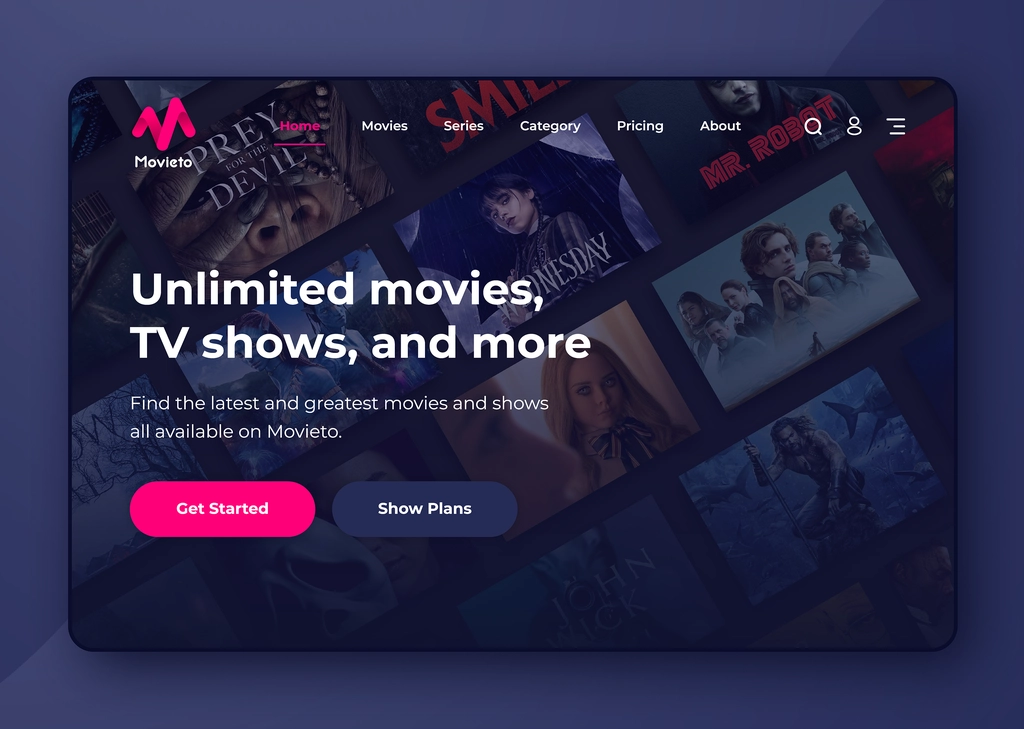 Movieto
Home
Movies
Series
Category
Pricing
About
PREY
FOR THE
DEVIL
SMILE
MR. ROBOT
WEDNESDAY
Unlimited movies,
TV shows, and more
Find the latest and greatest movies and shows
all available on Movieto.
Get Started
Show Plans
JOHN
WICK